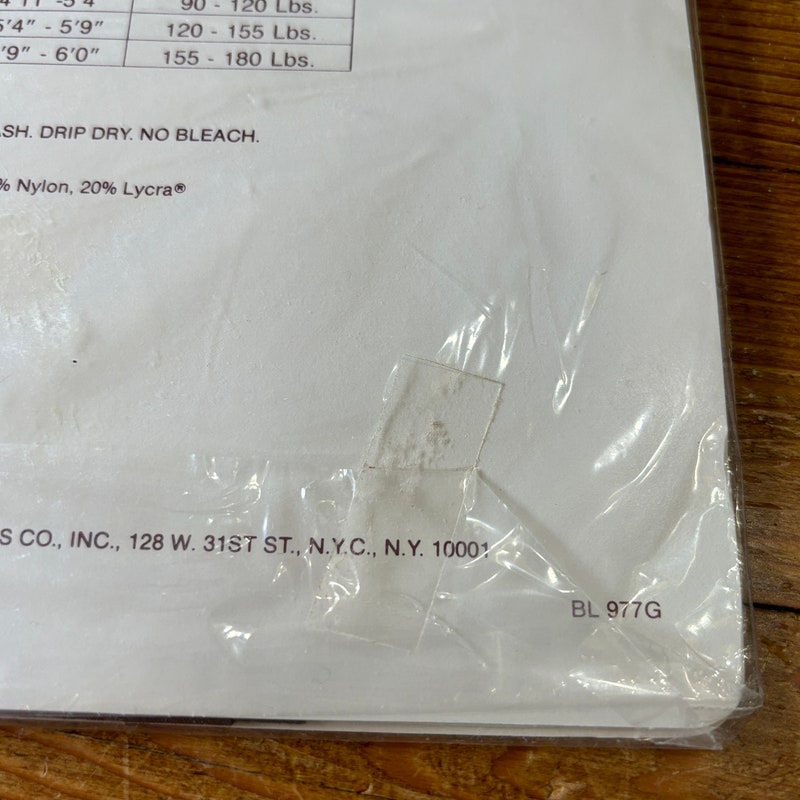 90 - 120 Lbs.
5'4" - 5'9" 120 - 155 Lbs.
'9" - 6'0" 155 - 180 Lbs.
ASH. DRIP DRY. NO BLEACH.
% Nylon, 20% Lycra®
S CO., INC., 128 W. 31ST ST., N.Y.C., N.Y. 10001
BL 977G